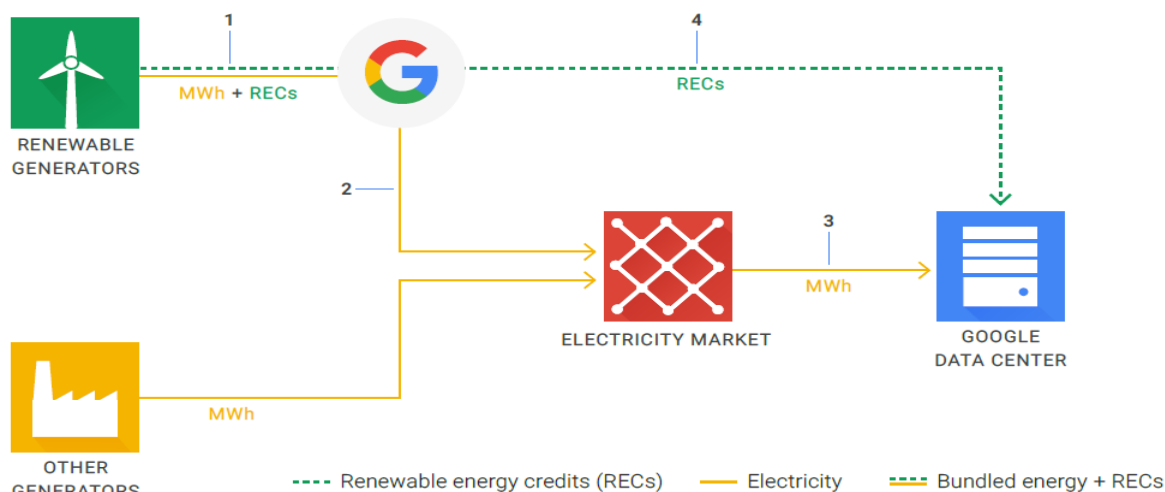 1
4
MWh + RECs
RECs
RENEWABLE
GENERATORS
2
3
MWh
ELECTRICITY MARKET
GOOGLE
DATA CENTER
MWh
OTHER
GENERATORS
Renewable energy credits (RECs)
Electricity
Bundled energy + RECs